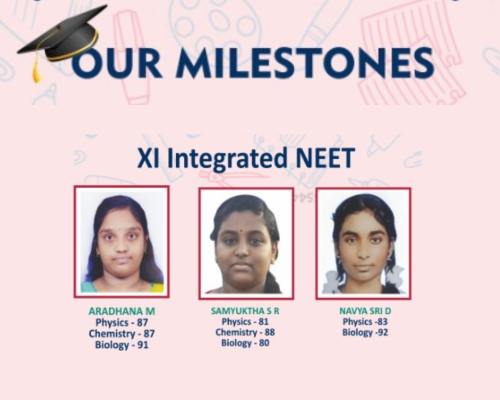 OUR MILESTONES
XI Integrated NEET
ARADHANA M
Physics - 87
Chemistry - 87
Biology - 91
SAMYUKTHA S R
Physics - 81
Chemistry - 88
Biology - 80
NAVYA SRI D
Physics -83
Biology -92